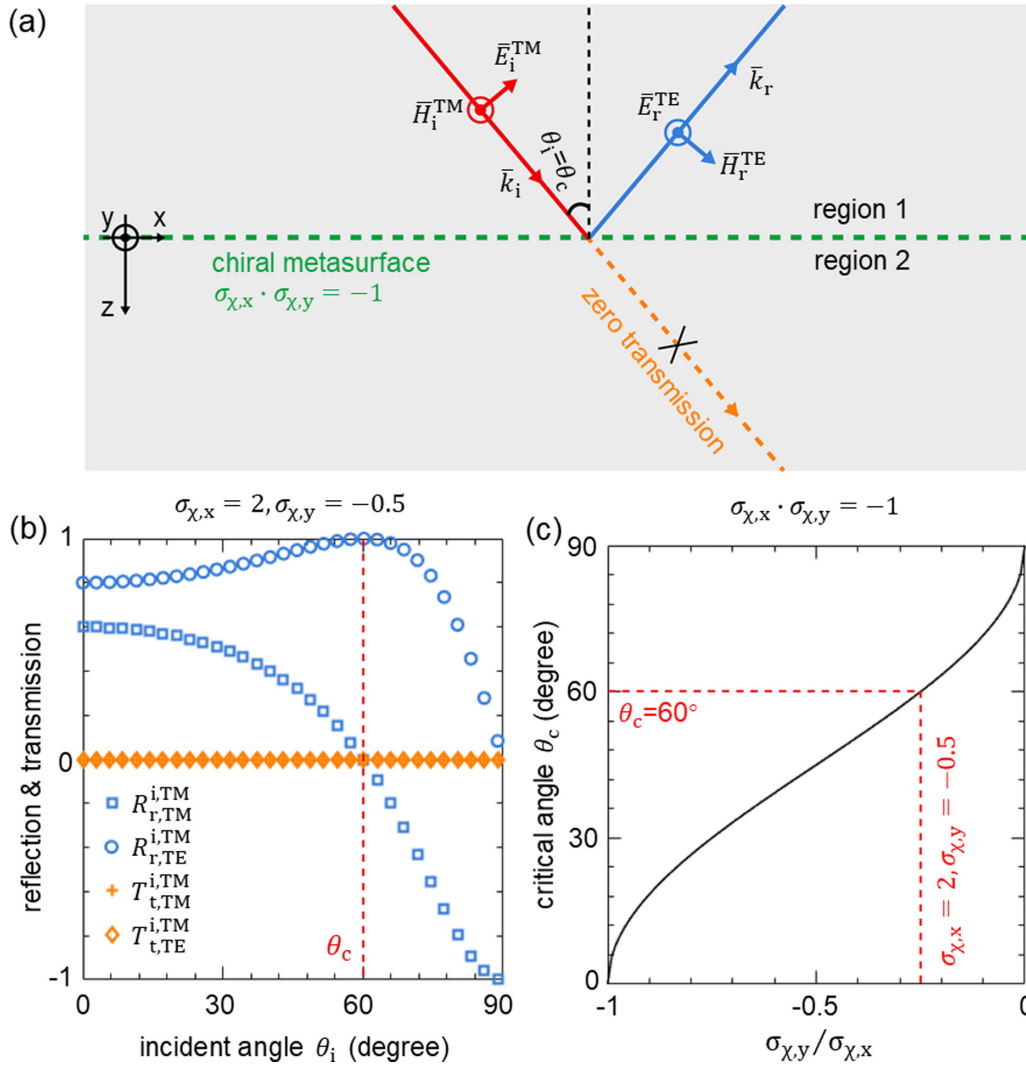 (a)
Ē_i^TM
H̄_i^TM
k̄_i
θ_i=θ_c
Ē_r^TE
k̄_r
H̄_r^TE
y
x
z
region 1
region 2
chiral metasurface
σ_χ,x · σ_χ,y = −1
zero transmission
(b)
σ_χ,x = 2, σ_χ,y = −0.5
reflection & transmission
1
0
-1
R_r,TM^i,TM
R_r,TE^i,TM
T_t,TM^i,TM
T_t,TE^i,TM
θ_c
0 30 60 90
incident angle θ_i (degree)
(c)
σ_χ,x · σ_χ,y = −1
critical angle θ_c (degree)
90
60
30
0
θ_c=60°
σ_χ,x = 2, σ_χ,y = −0.5
-1 -0.5 0
σ_χ,y/σ_χ,x